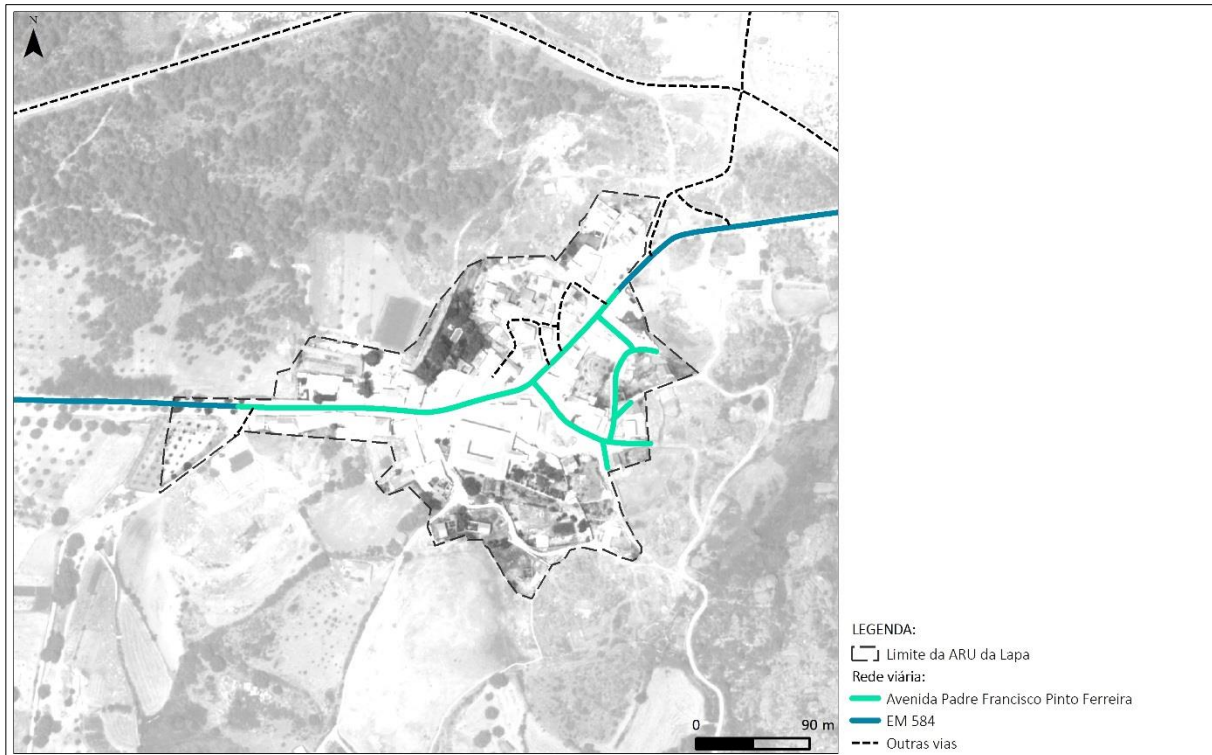 N
0 90 m
LEGENDA:
Limite da ARU da Lapa
Rede viária:
Avenida Padre Francisco Pinto Ferreira
EM 584
Outras vias